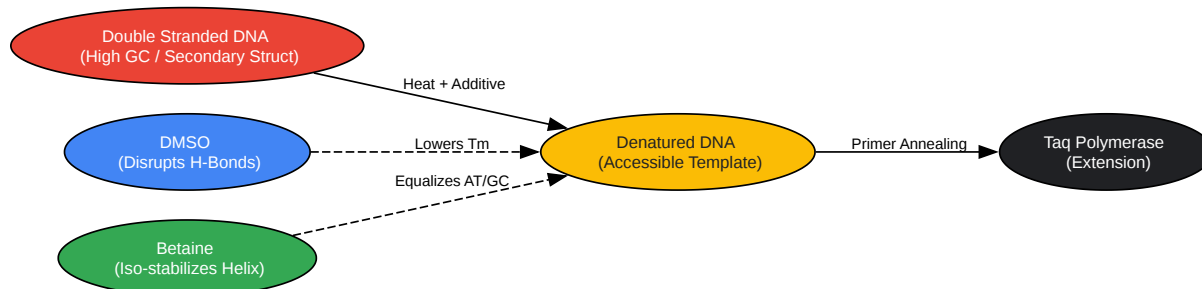 Double Stranded DNA
(High GC / Secondary Struct)
Heat + Additive
DMSO
(Disrupts H-Bonds)
Lowers Tm
Denatured DNA
(Accessible Template)
Primer Annealing
Taq Polymerase
(Extension)
Equalizes AT/GC
Betaine
(Iso-stabilizes Helix)